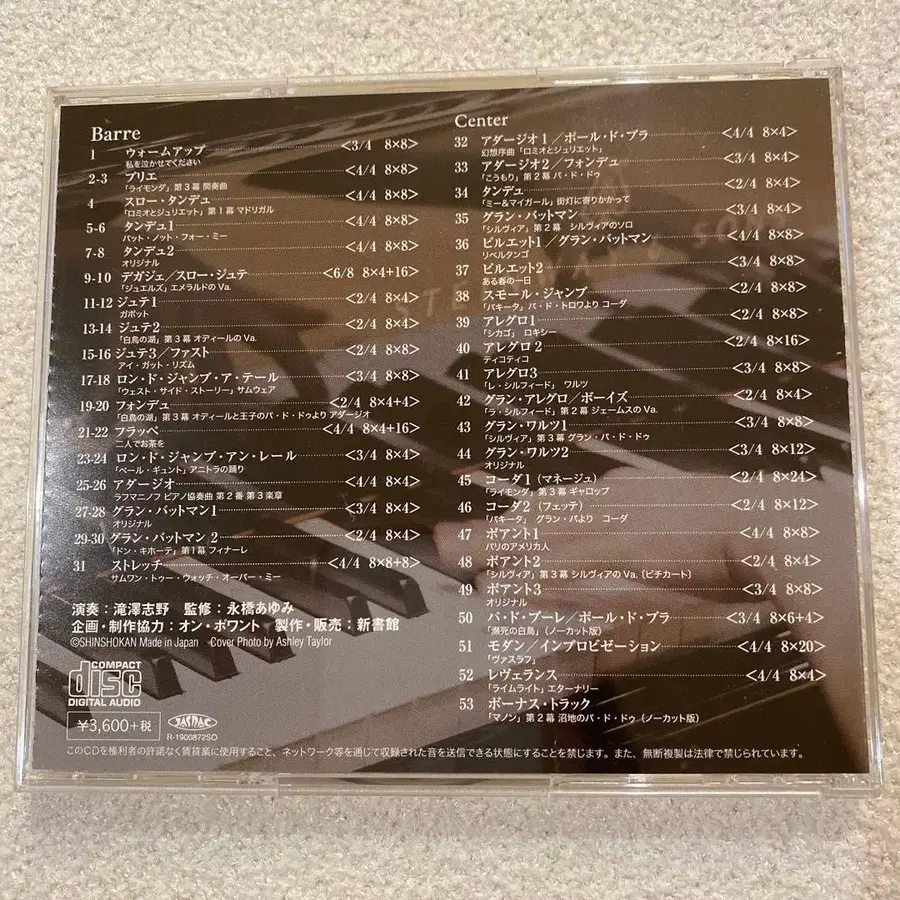 Barre
1 ウォームアップ <3/4 8×8>
私を泣かせてください
2-3 プリエ <4/4 8×8>
「ライモンダ」第3幕 間奏曲
4 スロー・タンデュ <4/4 8×8>
「ロミオとジュリエット」第1幕 マドリガル
5-6 タンデュ1 <4/4 8×8>
バット・ノット・フォー・ミー
7-8 タンデュ2 <4/4 8×8>
オリジナル
9-10 デガジェ／スロー・ジュテ <6/8 8×4+16>
「ジュエルズ」エメラルドの Va.
11-12 ジュテ1 <2/4 8×4>
ガボット
13-14 ジュテ2 <2/4 8×4>
「白鳥の湖」第3幕 オディールの Va.
15-16 ジュテ3／ファスト <2/4 8×8>
アイ・ガット・リズム
17-18 ロン・ド・ジャンブ・ア・テール <3/4 8×8>
「ウェスト・サイド・ストーリー」サムウェア
19-20 フォンデュ <2/4 8×4+4>
「白鳥の湖」第3幕 オディールと王子のパ・ド・ドゥより アダージオ
21-22 フラッペ <4/4 8×4+16>
二人でお茶を
23-24 ロン・ド・ジャンブ・アン・レール <3/4 8×4>
「ペール・ギュント」アニトラの踊り
25-26 アダージオ <4/4 8×4>
ラフマニノフ ピアノ協奏曲 第2番 第3楽章
27-28 グラン・バットマン1 <3/4 8×4>
オリジナル
29-30 グラン・バットマン 2 <2/4 8×4>
「ドン・キホーテ」第1幕 フィナーレ
31 ストレッチ <4/4 8×8+8>
サムワン・トゥー・ウォッチ・オーバー・ミー
演奏：滝澤志野 監修：永橋あゆみ
企画・制作協力：オン・ポワント 製作・販売：新書館
©SHINSHOKAN Made in Japan Cover Photo by Ashley Taylor
COMPACT
disc
DIGITAL AUDIO
¥3,600+税
JASRAC
R-1900872SO
Center
32 アダージオ1／ポール・ド・ブラ <4/4 8×4>
幻想序曲「ロミオとジュリエット」
33 アダージオ2／フォンデュ <3/4 8×4>
「こうもり」第2幕 パ・ド・ドゥ
34 タンデュ <2/4 8×4>
「ミー&マイガール」街灯に寄りかかって
35 グラン・バットマン <3/4 8×4>
「シルヴィア」第2幕 シルヴィアのソロ
36 ピルエット1／グラン・バットマン <3/4 8×8>
リベルタンゴ
37 ピルエット2 <3/4 8×8>
ある春の一日
38 スモール・ジャンプ <2/4 8×8>
「パキータ」パ・ド・トロワより コーダ
39 アレグロ1 <2/4 8×8>
「シカゴ」 ロキシー
40 アレグロ2 <2/4 8×16>
ティコティコ
41 アレグロ3 <3/4 8×8>
「レ・シルフィード」 ワルツ
42 グラン・アレグロ／ボーイズ <2/4 8×4>
「ラ・シルフィード」第2幕 ジェームスの Va.
43 グラン・ワルツ1 <3/4 8×8>
「シルヴィア」第3幕 グラン・パ・ド・ドゥ
44 グラン・ワルツ2 <3/4 8×12>
オリジナル
45 コーダ1（マネージュ） <2/4 8×24>
「ライモンダ」第3幕 ギャロップ
46 コーダ2（フェッテ） <2/4 8×12>
「パキータ」 グラン・パより コーダ
47 ポアント1 <4/4 8×8>
パリのアメリカ人
48 ポアント2 <2/4 8×4>
「シルヴィア」第3幕 シルヴィアの Va.〔ピチカート〕
49 ポアント3 <3/4 8×8>
オリジナル
50 パ・ド・ブーレ／ポール・ド・ブラ <3/4 8×6+4>
「瀕死の白鳥」（ノーカット版）
51 モダン／インプロビゼーション <4/4 8×20>
「ヴァスラフ」
52 レヴェランス <4/4 8×4>
「ライムライト」エターナリー
53 ボーナス・トラック
「マノン」第2幕 沼地のパ・ド・ドゥ（ノーカット版）
このCDを権利者の許諾なく賃貸業に使用すること、ネットワーク等を通じて収録された音を送信できる状態にすることを禁じます。また、無断複製は法律で禁じられています。